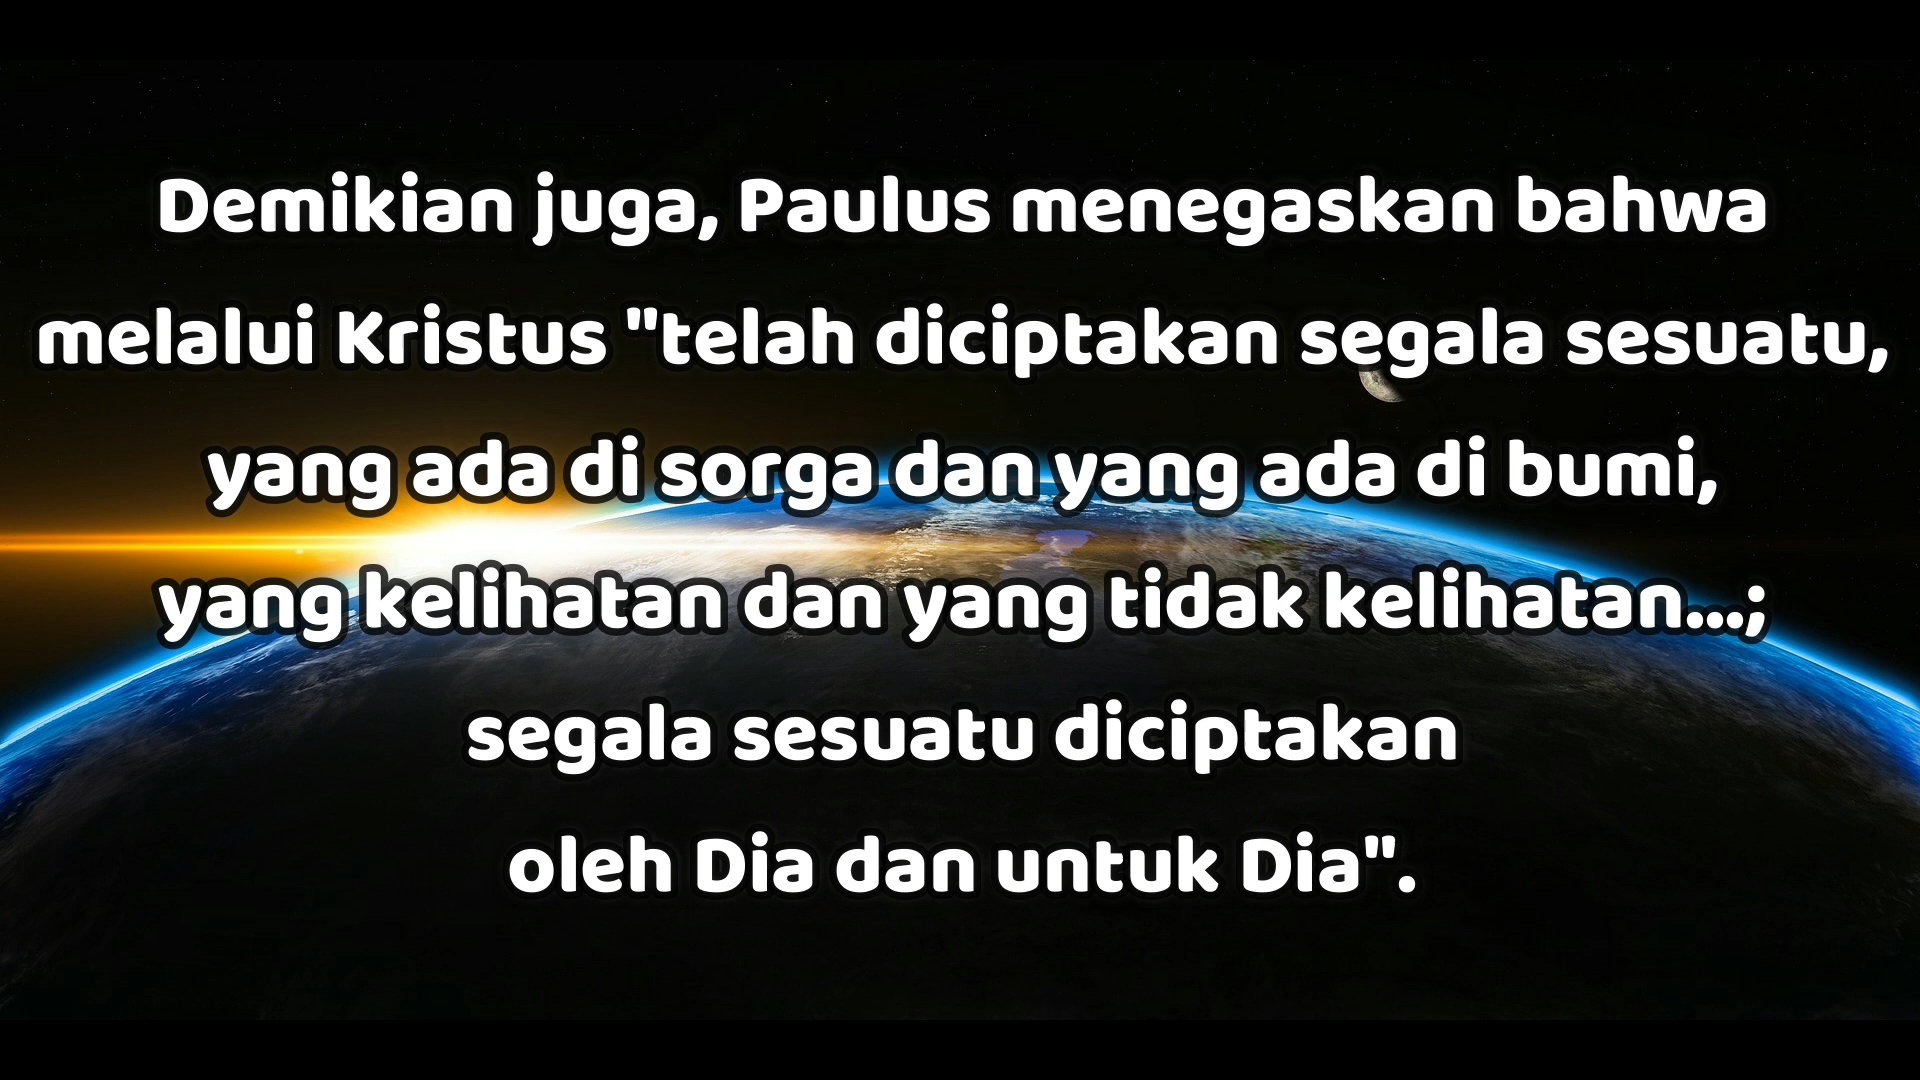 Demikian juga, Paulus menegaskan bahwa
melalui Kristus "telah diciptakan segala sesuatu,
yang ada di sorga dan yang ada di bumi,
yang kelihatan dan yang tidak kelihatan...;
segala sesuatu diciptakan
oleh Dia dan untuk Dia".